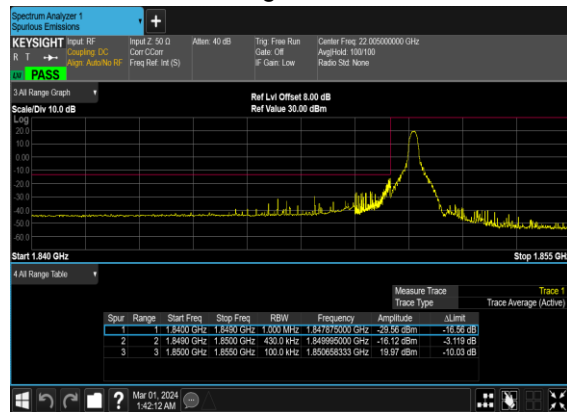 Spectrum Analyzer 1
Spurious Emissions
KEYSIGHT Input: RF Input Z: 50 Ω Atten: 40 dB Trig: Free Run Center Freq: 22.005000000 GHz
R T Coupling: DC Corr CCorr Gate: Off Avg|Hold: 100/100
Align: Auto/No RF Freq Ref: Int (S) IF Gain: Low Radio Std: None
LW PASS
3 All Range Graph
Ref Lvl Offset 8.00 dB
Scale/Div 10.0 dB Ref Value 30.00 dBm
Log
20.0
10.0
0.00
-10.0
-20.0
-30.0
-40.0
-50.0
-60.0
Start 1.840 GHz Stop 1.855 GHz
4 All Range Table
Measure Trace Trace 1
Trace Type Trace Average (Active)
Spur Range Start Freq Stop Freq RBW Frequency Amplitude ΔLimit
1 1 1.8400 GHz 1.8490 GHz 1.000 MHz 1.847875000 GHz -29.56 dBm -16.56 dB
2 2 1.8490 GHz 1.8500 GHz 430.0 kHz 1.849995000 GHz -16.12 dBm -3.119 dB
3 3 1.8500 GHz 1.8550 GHz 100.0 kHz 1.850658333 GHz 19.97 dBm -10.03 dB
Mar 01, 2024
1:42:12 AM